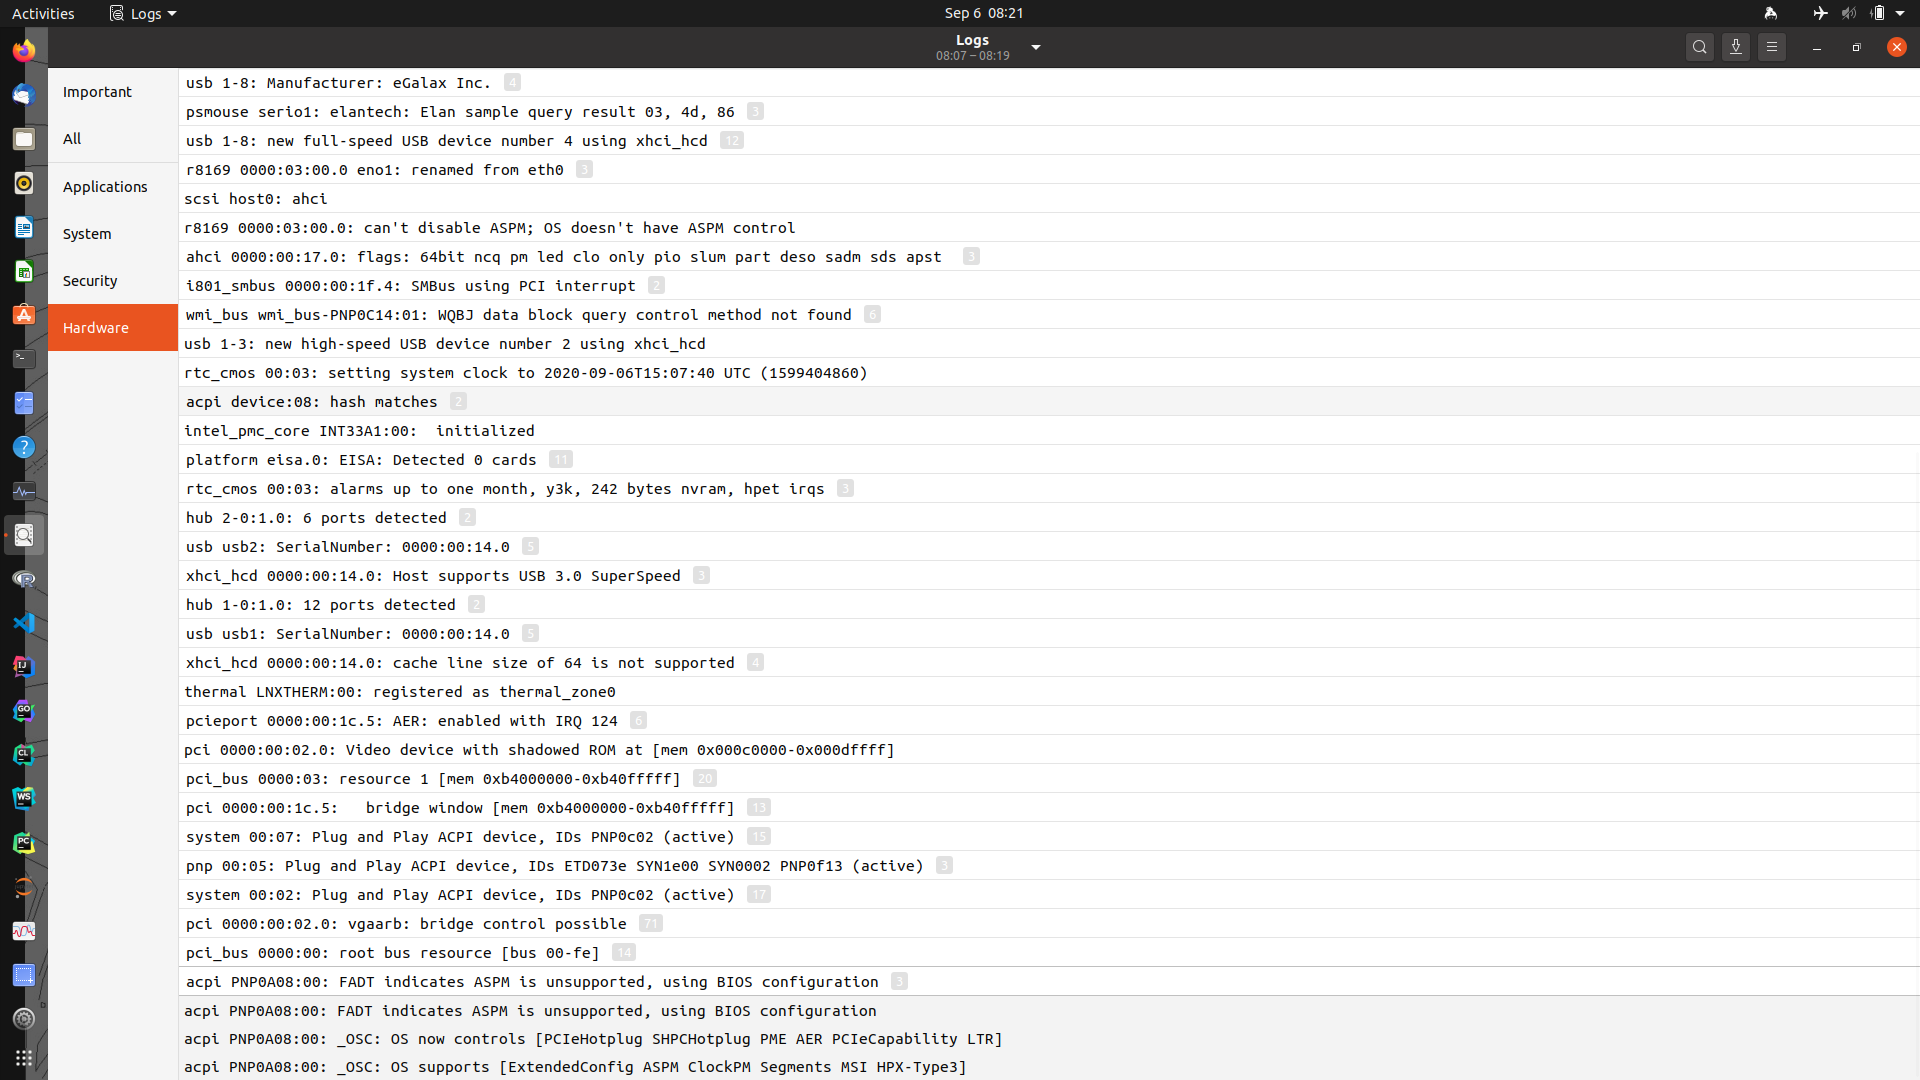 Activities Logs Sep 6 08:21
Logs
08:07 – 08:19
Important
All
Applications
System
Security
Hardware
usb 1-8: Manufacturer: eGalax Inc. 4
psmouse serio1: elantech: Elan sample query result 03, 4d, 86 3
usb 1-8: new full-speed USB device number 4 using xhci_hcd 12
r8169 0000:03:00.0 eno1: renamed from eth0 3
scsi host0: ahci
r8169 0000:03:00.0: can't disable ASPM; OS doesn't have ASPM control
ahci 0000:00:17.0: flags: 64bit ncq pm led clo only pio slum part deso sadm sds apst 3
i801_smbus 0000:00:1f.4: SMBus using PCI interrupt 2
wmi_bus wmi_bus-PNP0C14:01: WQBJ data block query control method not found 6
usb 1-3: new high-speed USB device number 2 using xhci_hcd
rtc_cmos 00:03: setting system clock to 2020-09-06T15:07:40 UTC (1599404860)
acpi device:08: hash matches 2
intel_pmc_core INT33A1:00:  initialized
platform eisa.0: EISA: Detected 0 cards 11
rtc_cmos 00:03: alarms up to one month, y3k, 242 bytes nvram, hpet irqs 3
hub 2-0:1.0: 6 ports detected 2
usb usb2: SerialNumber: 0000:00:14.0 5
xhci_hcd 0000:00:14.0: Host supports USB 3.0 SuperSpeed 3
hub 1-0:1.0: 12 ports detected 2
usb usb1: SerialNumber: 0000:00:14.0 5
xhci_hcd 0000:00:14.0: cache line size of 64 is not supported 4
thermal LNXTHERM:00: registered as thermal_zone0
pcieport 0000:00:1c.5: AER: enabled with IRQ 124 6
pci 0000:00:02.0: Video device with shadowed ROM at [mem 0x000c0000-0x000dffff]
pci_bus 0000:03: resource 1 [mem 0xb4000000-0xb40fffff] 20
pci 0000:00:1c.5:   bridge window [mem 0xb4000000-0xb40fffff] 13
system 00:07: Plug and Play ACPI device, IDs PNP0c02 (active) 15
pnp 00:05: Plug and Play ACPI device, IDs ETD073e SYN1e00 SYN0002 PNP0f13 (active) 3
system 00:02: Plug and Play ACPI device, IDs PNP0c02 (active) 17
pci 0000:00:02.0: vgaarb: bridge control possible 71
pci_bus 0000:00: root bus resource [bus 00-fe] 14
acpi PNP0A08:00: FADT indicates ASPM is unsupported, using BIOS configuration 3
acpi PNP0A08:00: FADT indicates ASPM is unsupported, using BIOS configuration
acpi PNP0A08:00: _OSC: OS now controls [PCIeHotplug SHPCHotplug PME AER PCIeCapability LTR]
acpi PNP0A08:00: _OSC: OS supports [ExtendedConfig ASPM ClockPM Segments MSI HPX-Type3]